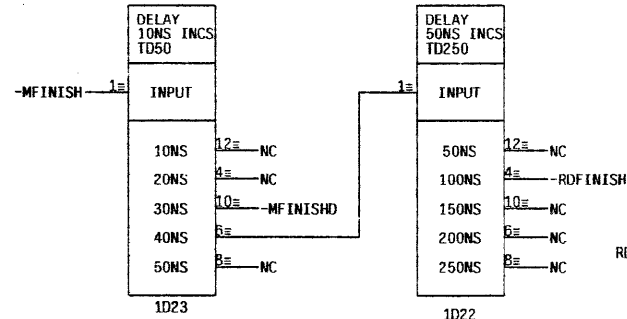 DELAY
10NS INCS
TD50
-MFINISH 1≡ INPUT
10NS 12≡ NC
20NS 4≡ NC
30NS 10≡ -MFINISHD
40NS 6≡
50NS 8≡ NC
1D23
DELAY
50NS INCS
TD250
1≡ INPUT
50NS 12≡ NC
100NS 4≡ -RDFINISH
150NS 10≡ NC
200NS 6≡ NC
250NS 8≡ NC
1D22